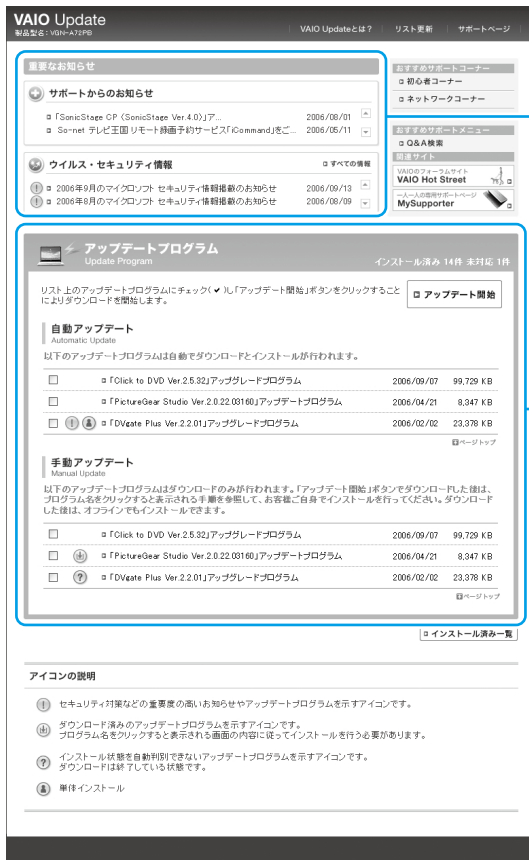 VAIO Update
製品型名：VGN-A72PB
VAIO Updateとは？
リスト更新
サポートページ
重要なお知らせ
サポートからのお知らせ
「SonicStage CP〈SonicStage Ver.4.0〉」ア... 2006/08/01
So-net テレビ王国 リモート録画予約サービス「iCommand」をご... 2006/05/11
ウイルス・セキュリティ情報
すべての情報
2006年9月のマイクロソフト セキュリティ情報掲載のお知らせ 2006/09/13
2006年8月のマイクロソフト セキュリティ情報掲載のお知らせ 2006/08/09
おすすめサポートコーナー
初心者コーナー
ネットワークコーナー
おすすめサポートメニュー
Q&A検索
関連サイト
VAIOのフォーラムサイト
VAIO Hot Street
一人一人の専用サポートページ
MySupporter
アップデートプログラム
Update Program
インストール済み 14件 未対応 1件
リスト上のアップデートプログラムにチェック( ✔ )し「アップデート開始」ボタンをクリックすること
によりダウンロードを開始します。
アップデート開始
自動アップデート
Automatic Update
以下のアップデートプログラムは自動でダウンロードとインストールが行われます。
「Click to DVD Ver.2.5.32」アップグレードプログラム 2006/09/07 99,729 KB
「PictureGear Studio Ver.2.0.22.03160」アップデートプログラム 2006/04/21 8,347 KB
「DVgate Plus Ver.2.2.01」アップグレードプログラム 2006/02/02 23,378 KB
ページトップ
手動アップデート
Manual Update
以下のアップデートプログラムはダウンロードのみが行われます。「アップデート開始」ボタンでダウンロードした後は、
プログラム名をクリックすると表示される手順を参照して、お客様ご自身でインストールを行ってください。ダウンロード
した後は、オフラインでもインストールできます。
「Click to DVD Ver.2.5.32」アップグレードプログラム 2006/09/07 99,729 KB
「PictureGear Studio Ver.2.0.22.03160」アップデートプログラム 2006/04/21 8,347 KB
「DVgate Plus Ver.2.2.01」アップグレードプログラム 2006/02/02 23,378 KB
ページトップ
インストール済み一覧
アイコンの説明
セキュリティ対策などの重要度の高いお知らせやアップデートプログラムを示すアイコンです。
ダウンロード済みのアップデートプログラムを示すアイコンです。
プログラム名をクリックすると表示される画面の内容に従ってインストールを行う必要があります。
インストール状態を自動判別できないアップデートプログラムを示すアイコンです。
ダウンロードは終了している状態です。
単体インストール